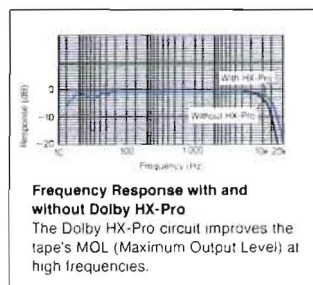 With HX-Pro
Without HX-Pro
Response (dB)
0
-10
-20
10
100
1 000
10k 25k
Frequency (Hz)
Frequency Response with and
without Dolby HX-Pro
The Dolby HX-Pro circuit improves the
tape's MOL (Maximum Output Level) at
high frequencies.